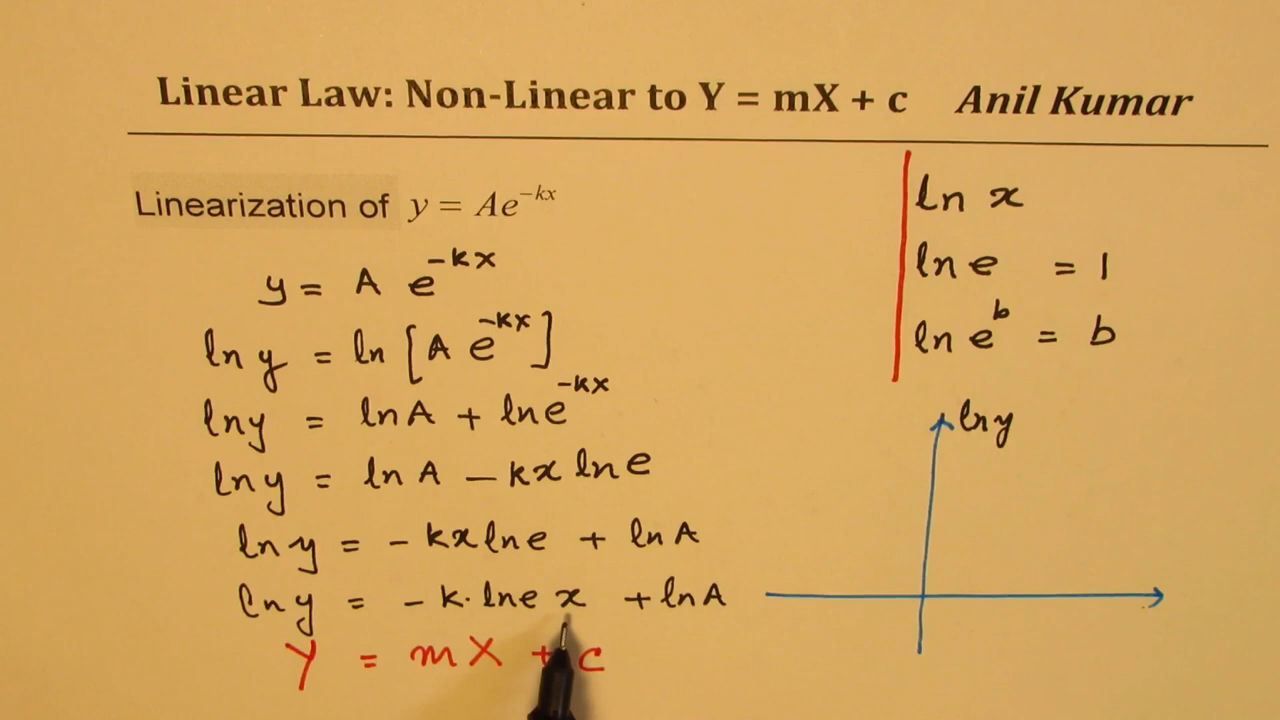 Linear Law: Non-Linear to Y = mX + c Anil Kumar
Linearization of y = Ae^{-kx}
y = A e^{-kx}
ln y = ln [A e^{-kx}]
ln y = ln A + ln e^{-kx}
ln y = ln A - kx ln e
ln y = - kx ln e + ln A
ln y = - k· ln e x + ln A
Y = mX + c
ln x
ln e = 1
ln e^b = b
ln y